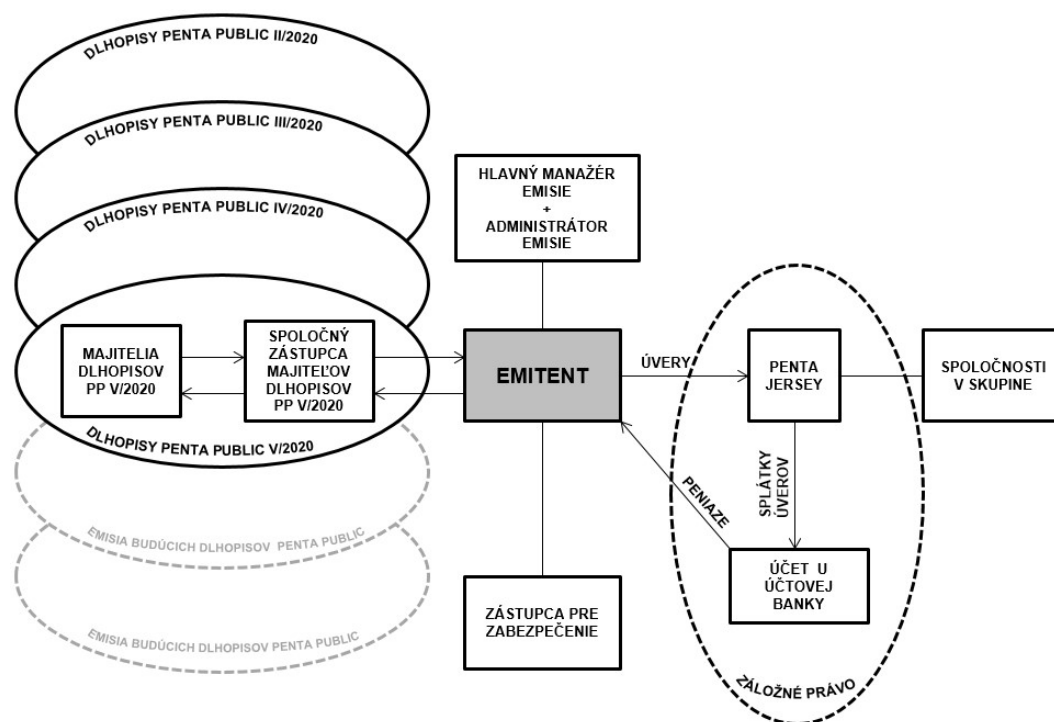 DLHOPISY PENTA PUBLIC II/2020
DLHOPISY PENTA PUBLIC III/2020
DLHOPISY PENTA PUBLIC IV/2020
HLAVNÝ MANAŽÉR
EMISIE
+
ADMINISTRÁTOR
EMISIE
MAJITELIA
DLHOPISOV
PP V/2020
SPOLOČNÝ
ZÁSTUPCA
MAJITEĽOV
DLHOPISOV
PP V/2020
EMITENT
ÚVERY
PENTA
JERSEY
SPOLOČNOSTI
V SKUPINE
DLHOPISY PENTA PUBLIC V/2020
PENIAZE
SPLÁTKY
ÚVEROV
EMISIA BUDÚCICH DLHOPISOV PENTA PUBLIC
ÚČET U
ÚČTOVEJ
BANKY
ZÁSTUPCA PRE
ZABEZPEČENIE
EMISIA BUDÚCICH DLHOPISOV PENTA PUBLIC
ZÁLOŽNÉ PRÁVO